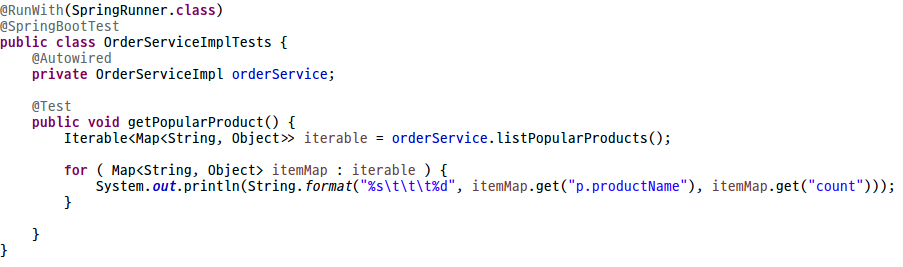 @RunWith(SpringRunner.class)
@SpringBootTest
public class OrderServiceImplTests {
    @Autowired
    private OrderServiceImpl orderService;

    @Test
    public void getPopularProduct() {
        Iterable<Map<String, Object>> iterable = orderService.listPopularProducts();

        for ( Map<String, Object> itemMap : iterable ) {
            System.out.println(String.format("%s\t\t\t%d", itemMap.get("p.productName"), itemMap.get("count")));
        }

    }
}